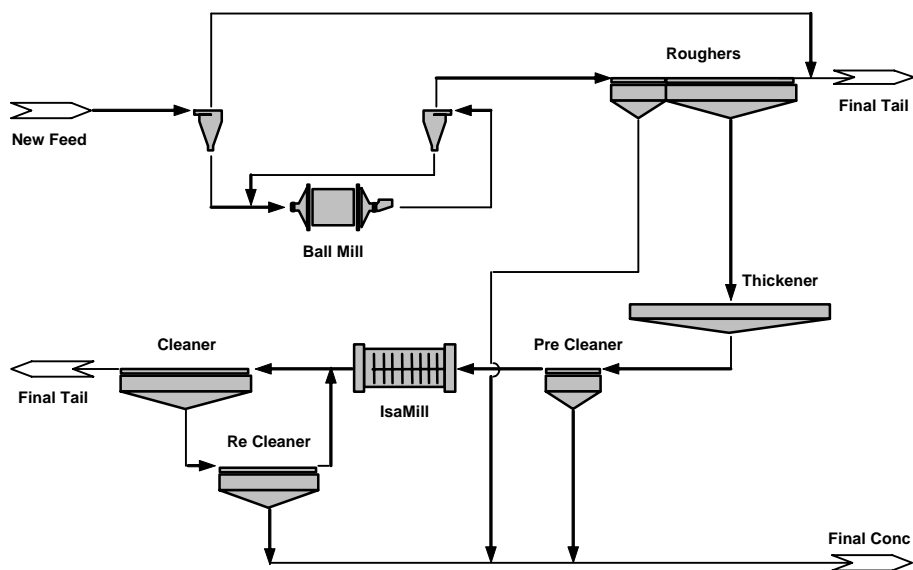 Roughers
Final Tail
New Feed
Ball Mill
Thickener
Cleaner
Pre Cleaner
Final Tail
IsaMill
Re Cleaner
Final Conc